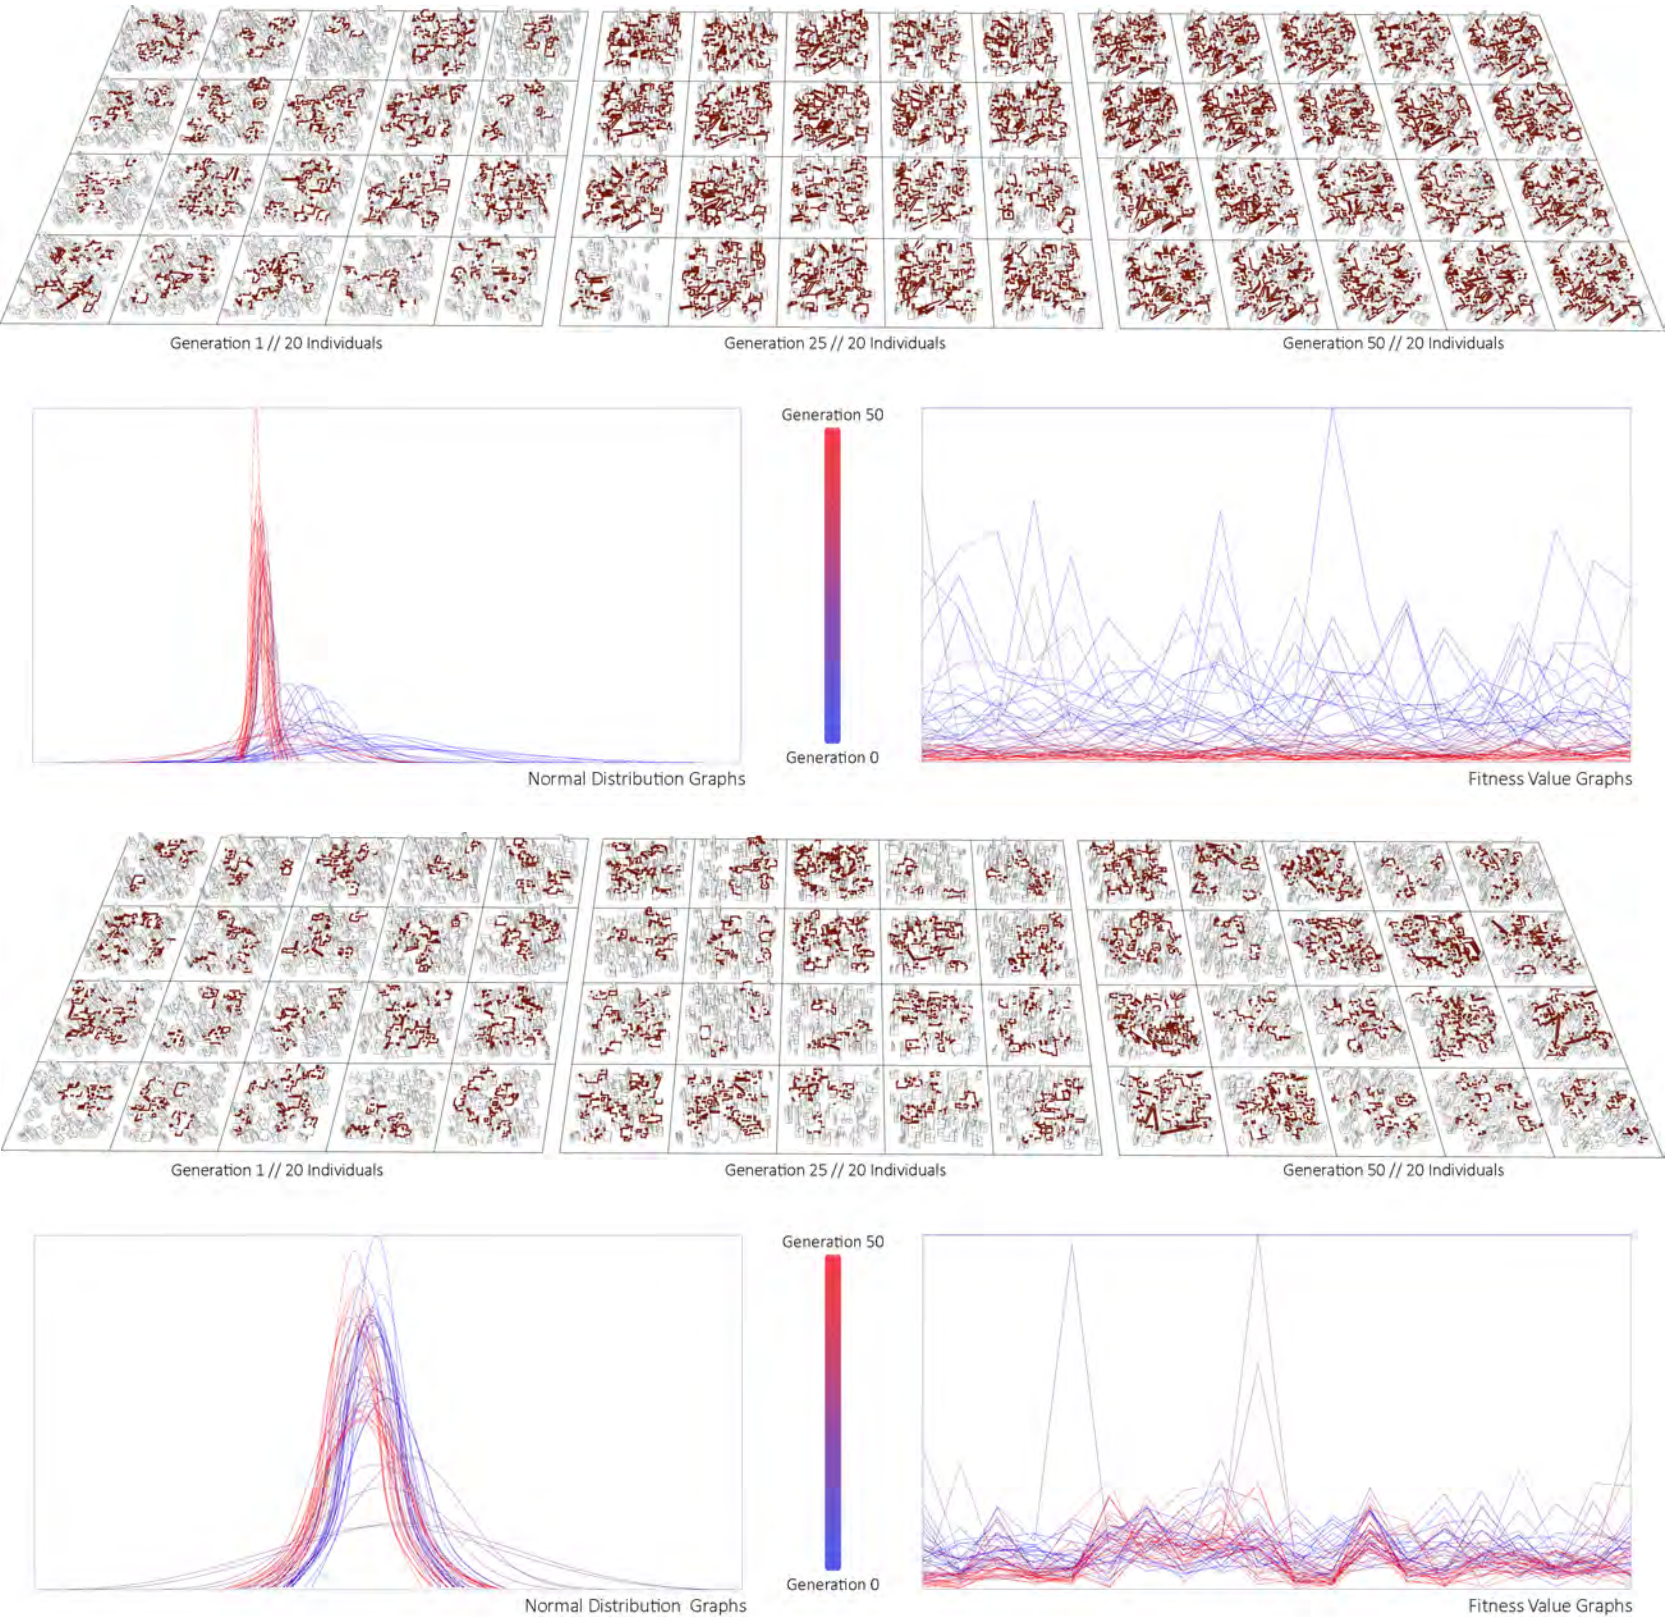 Generation 1 // 20 Individuals
Generation 25 // 20 Individuals
Generation 50 // 20 Individuals
Generation 50
Generation 0
Normal Distribution Graphs
Fitness Value Graphs
Generation 1 // 20 Individuals
Generation 25 // 20 Individuals
Generation 50 // 20 Individuals
Generation 50
Generation 0
Normal Distribution Graphs
Fitness Value Graphs